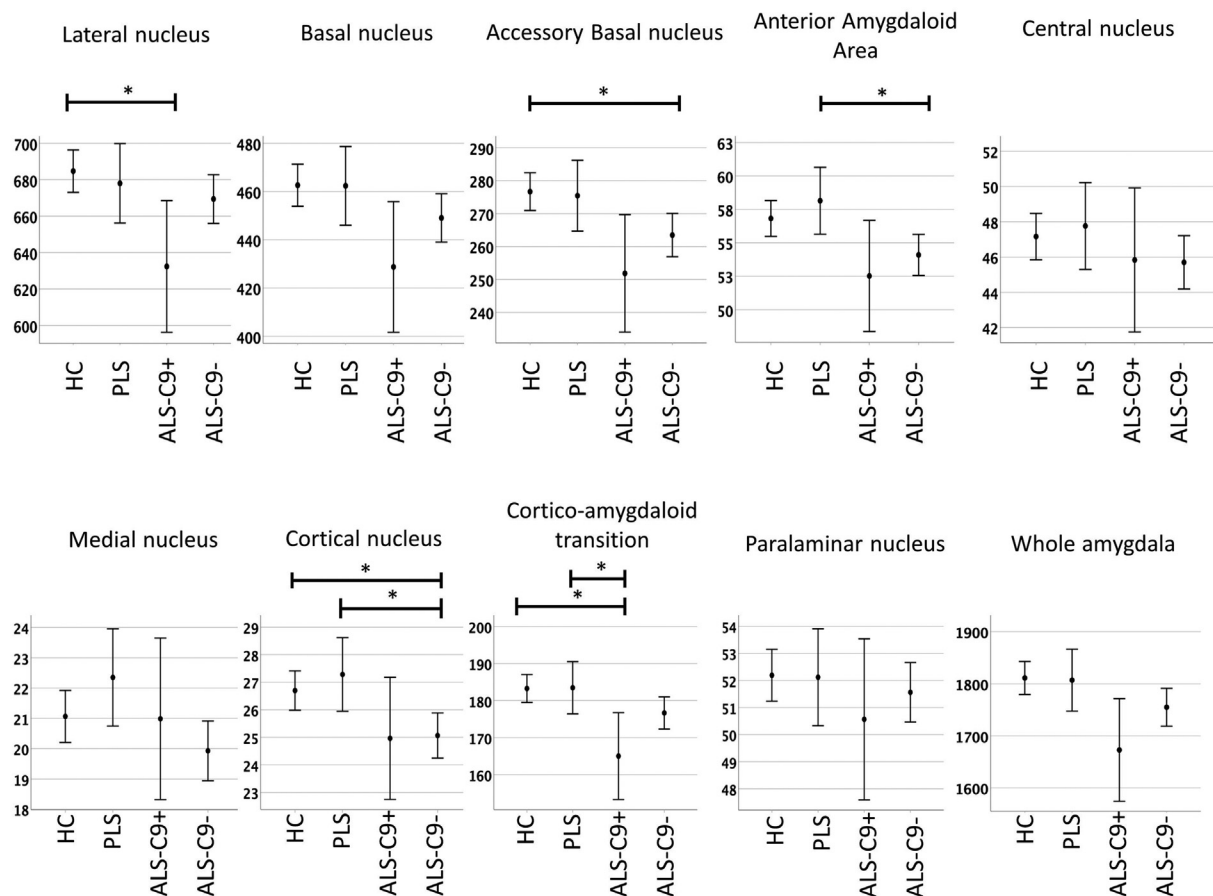 Lateral nucleus
Basal nucleus
Accessory Basal nucleus
Anterior Amygdaloid
Area
Central nucleus
*
*
*
700
680
660
640
620
600
HC
PLS
ALS-C9+
ALS-C9-
480
460
440
420
400
HC
PLS
ALS-C9+
ALS-C9-
290
280
270
260
250
240
HC
PLS
ALS-C9+
ALS-C9-
63
60
58
55
53
50
HC
PLS
ALS-C9+
ALS-C9-
52
50
48
46
44
42
HC
PLS
ALS-C9+
ALS-C9-
Medial nucleus
Cortical nucleus
Cortico-amygdaloid
transition
Paralaminar nucleus
Whole amygdala
*
*
*
*
24
23
22
21
20
19
18
HC
PLS
ALS-C9+
ALS-C9-
29
28
27
26
25
24
23
HC
PLS
ALS-C9+
ALS-C9-
200
190
180
170
160
HC
PLS
ALS-C9+
ALS-C9-
54
53
52
51
50
49
48
HC
PLS
ALS-C9+
ALS-C9-
1900
1800
1700
1600
HC
PLS
ALS-C9+
ALS-C9-